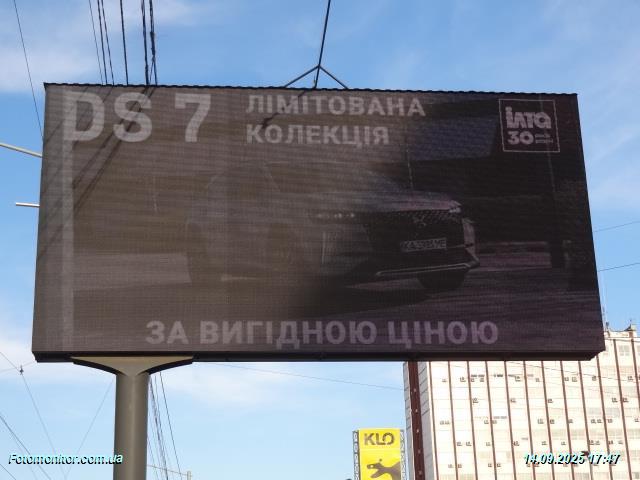 DS 7
ЛІМІТОВАНА
КОЛЕКЦІЯ
ілта
30
ЗА ВИГІДНОЮ ЦІНОЮ
KLO
Fotomonitor.com.ua
14.09.2025 17:47